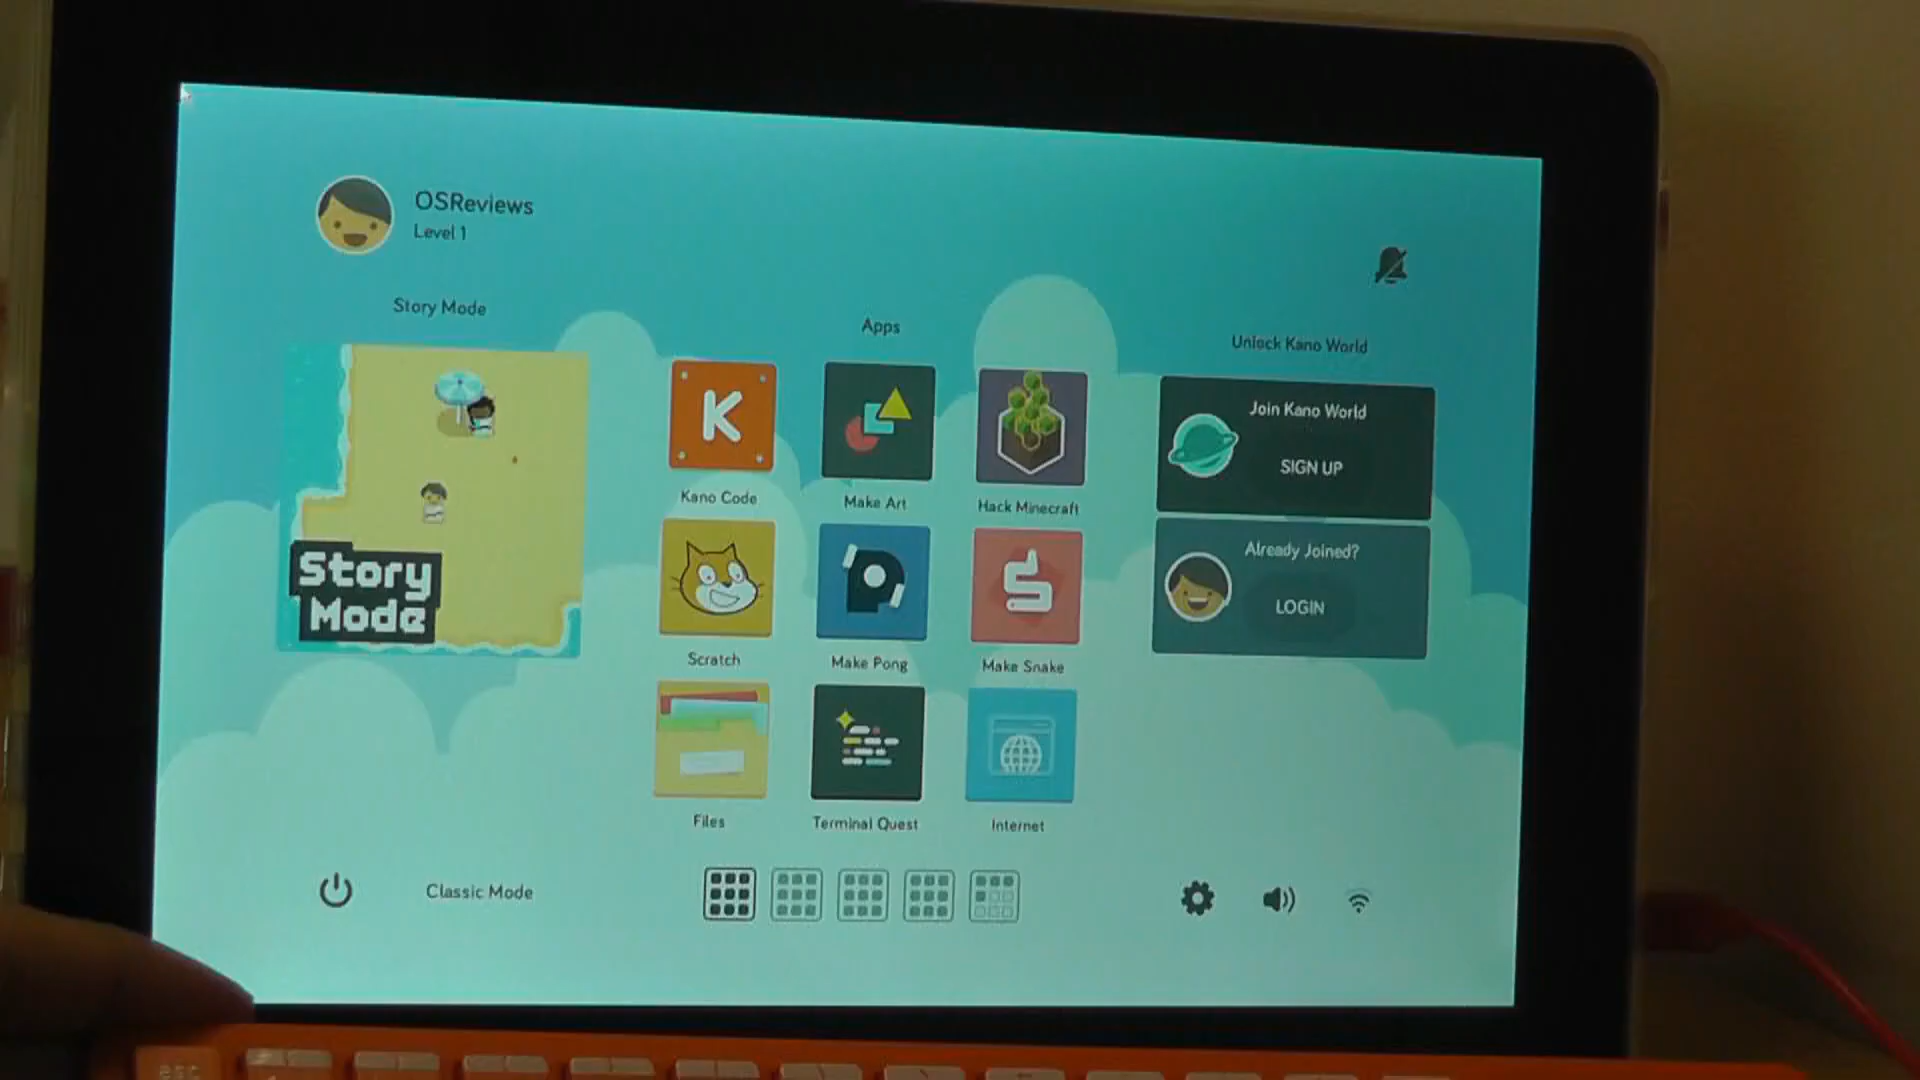 OSReviews
Level 1
Story Mode
Apps
Unlock Kano World
K
Join Kano World
SIGN UP
Kano Code
Make Art
Hack Minecraft
Already Joined?
LOGIN
Story
Mode
Scratch
Make Pong
Make Snake
Files
Terminal Quest
Internet
Classic Mode
esc